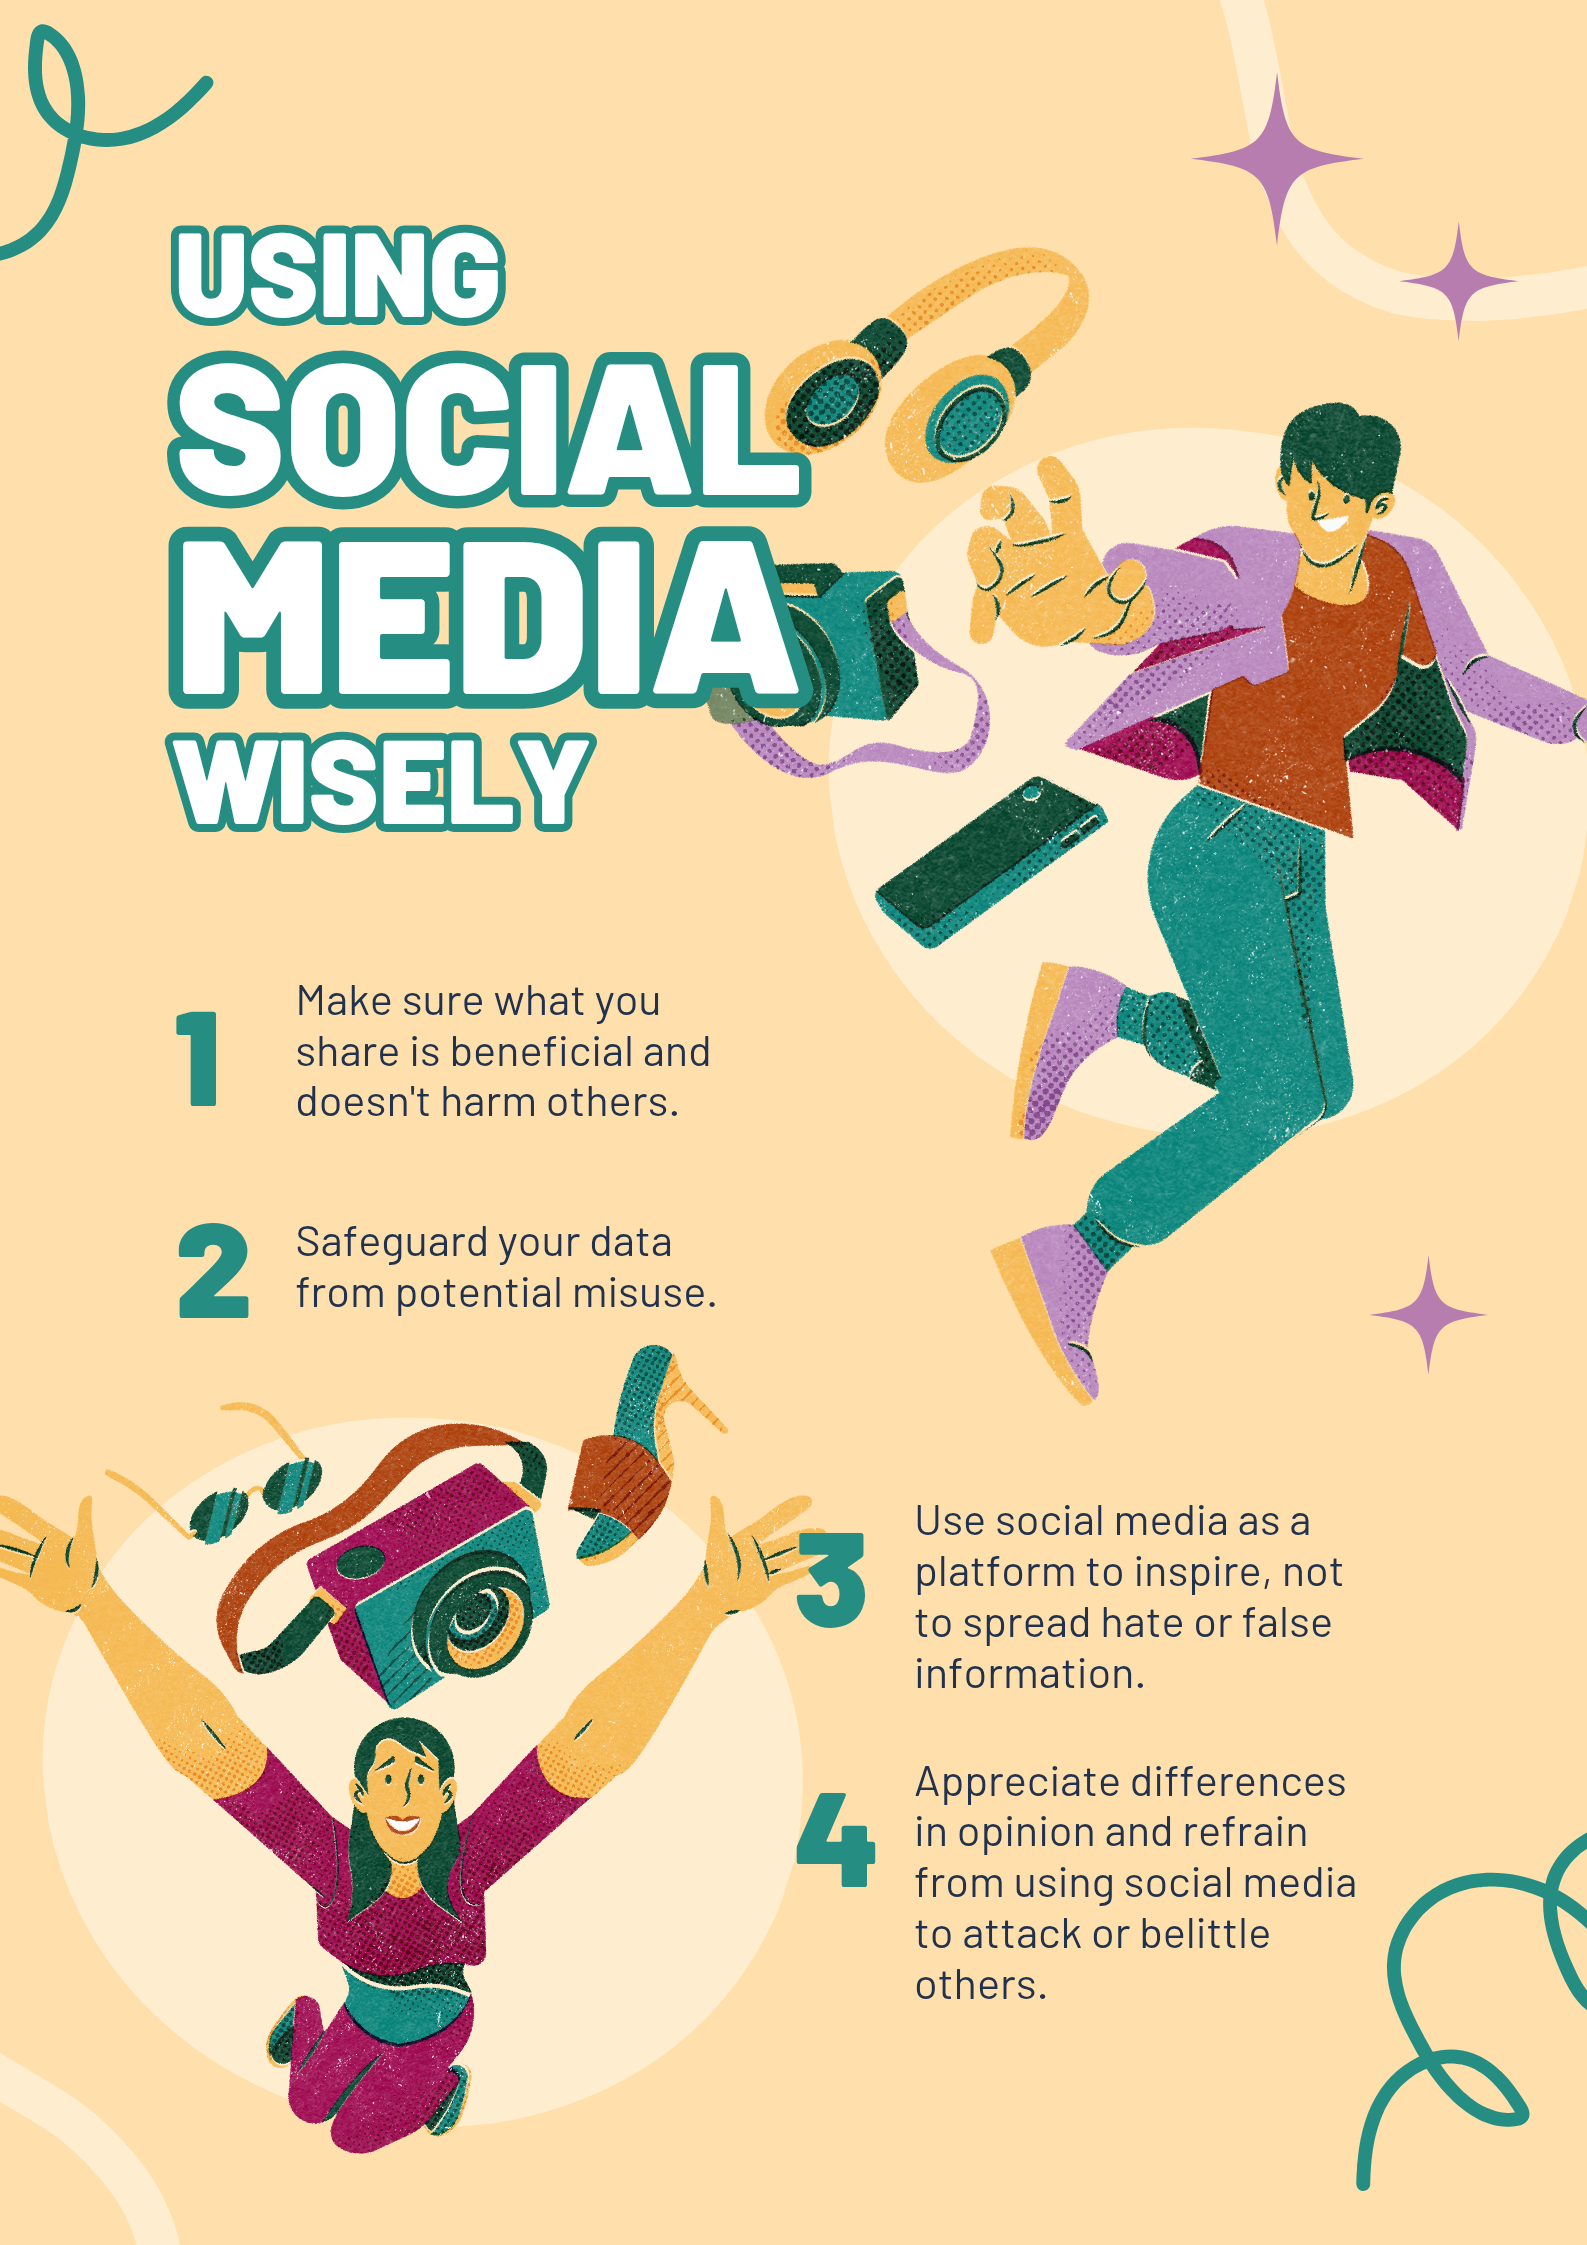 USING
SOCIAL
MEDIA
WISELY
1
Make sure what you
share is beneficial and
doesn't harm others.
2
Safeguard your data
from potential misuse.
3
Use social media as a
platform to inspire, not
to spread hate or false
information.
4
Appreciate differences
in opinion and refrain
from using social media
to attack or belittle
others.